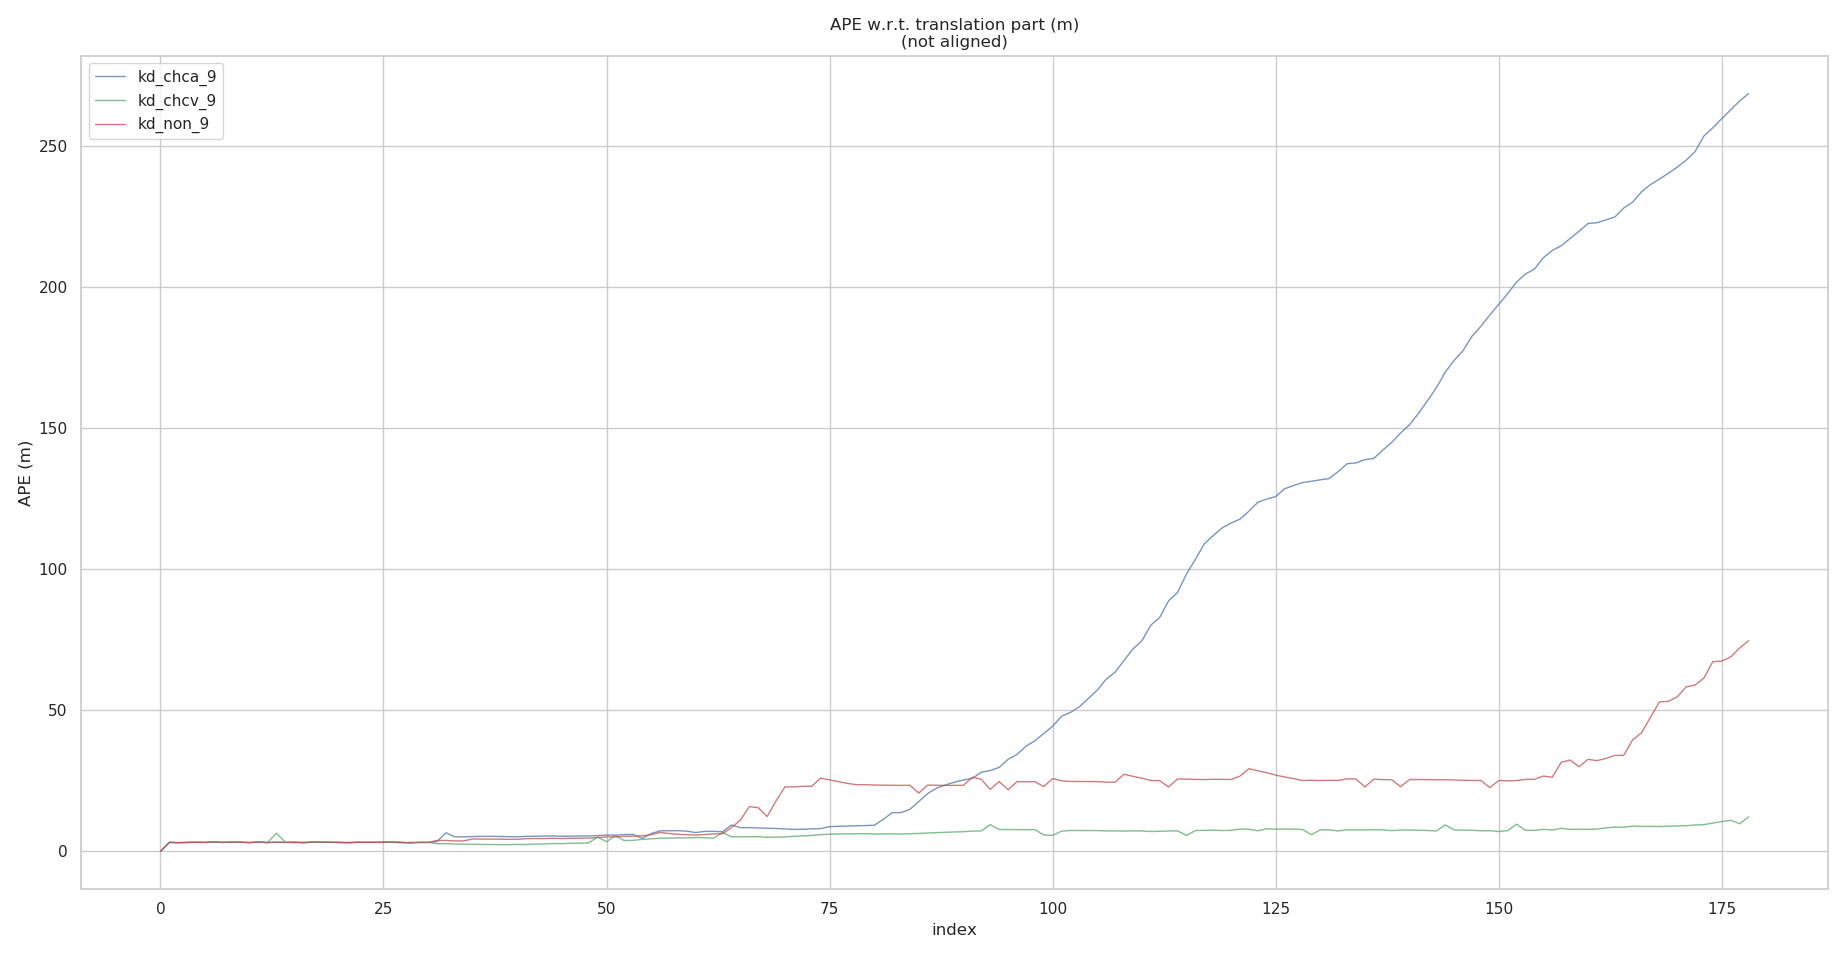 APE w.r.t. translation part (m)
(not aligned)
kd_chca_9
kd_chcv_9
kd_non_9
APE (m)
250
200
150
100
50
0
0 25 50 75 100 125 150 175
index